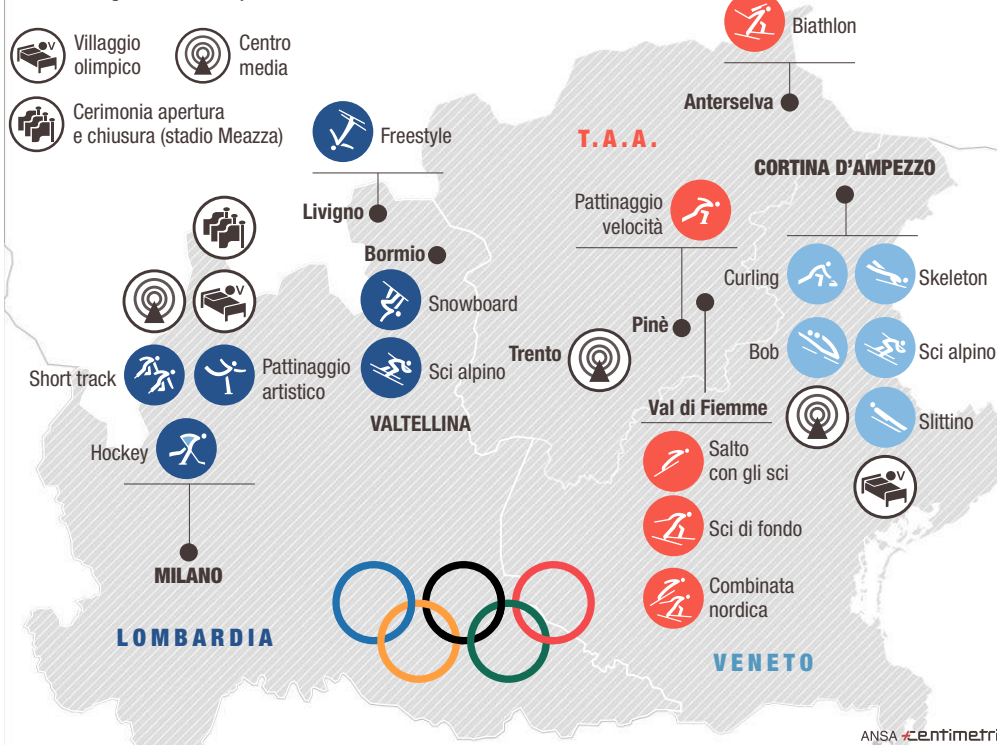 Villaggio
olimpico
Centro
media
Cerimonia apertura
e chiusura (stadio Meazza)
Biathlon
Anterselva
T.A.A.
Freestyle
Livigno
CORTINA D'AMPEZZO
Pattinaggio
velocità
Bormio
Snowboard
Sci alpino
VALTELLINA
Curling
Skeleton
Bob
Sci alpino
Slittino
Pinè
Trento
Val di Fiemme
Salto
con gli sci
Sci di fondo
Combinata
nordica
Short track
Pattinaggio
artistico
Hockey
MILANO
LOMBARDIA
VENETO
ANSA centimetri